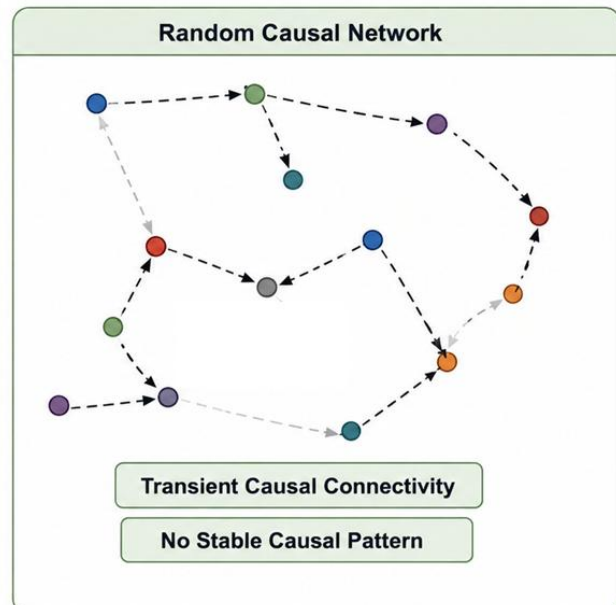 Random Causal Network
Transient Causal Connectivity
No Stable Causal Pattern